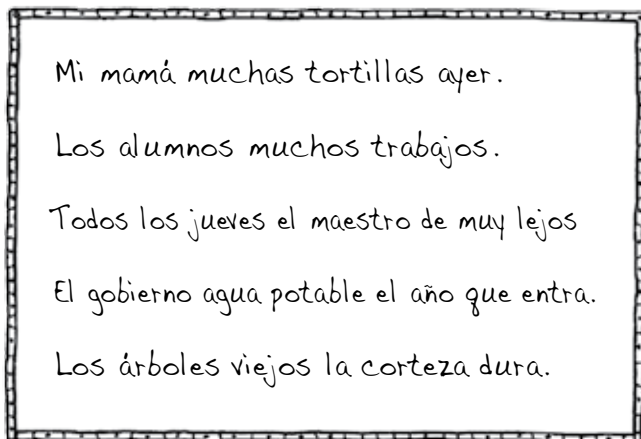 Mi mamá muchas tortillas ayer.
Los alumnos muchos trabajos.
Todos los jueves el maestro de muy lejos
El gobierno agua potable el año que entra.
Los árboles viejos la corteza dura.